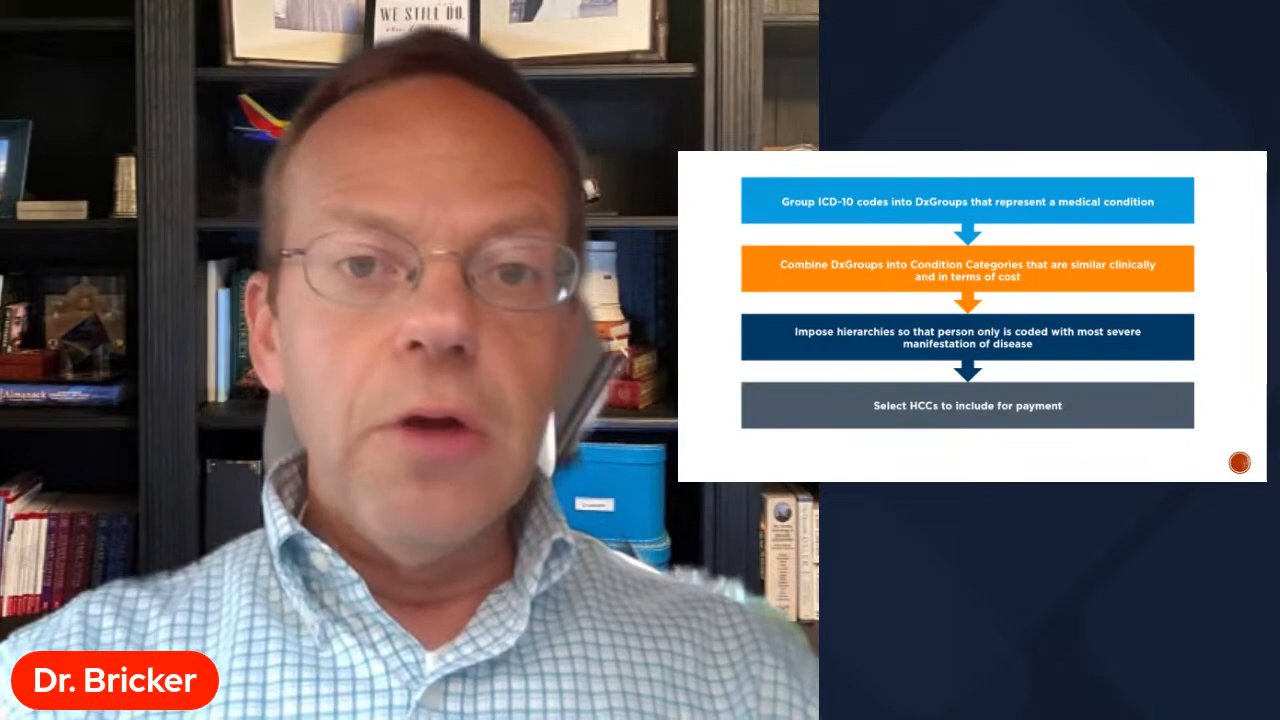 WE STILL DO.
Almanack
Group ICD-10 codes into DxGroups that represent a medical condition
Combine DxGroups into Condition Categories that are similar clinically
and in terms of cost
Impose hierarchies so that person only is coded with most severe
manifestation of disease
Select HCCs to include for payment
Dr. Bricker